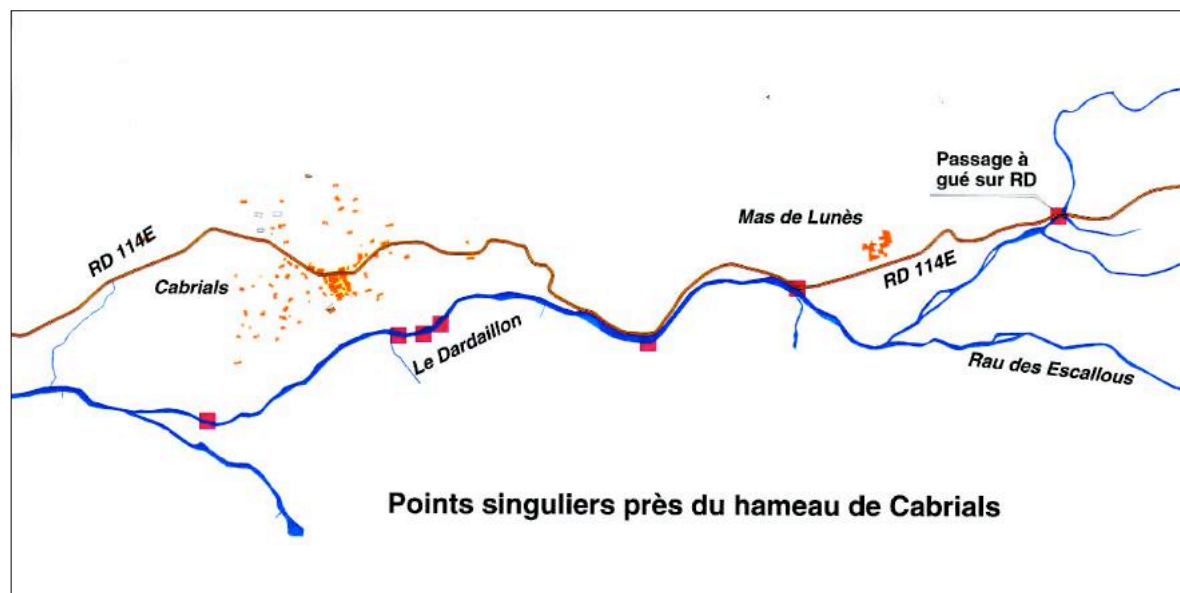 Passage à
gué sur RD
Mas de Lunès
RD 114E
RD 114E
Cabrials
Le Dardaillon
Rau des Escallous
Points singuliers près du hameau de Cabrials